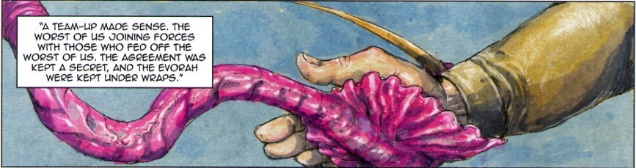 "A TEAM-UP MADE SENSE. THE
WORST OF US JOINING FORCES
WITH THOSE WHO FED OFF THE
WORST OF US. THE AGREEMENT WAS
KEPT A SECRET, AND THE EVORAH
WERE KEPT UNDER WRAPS."